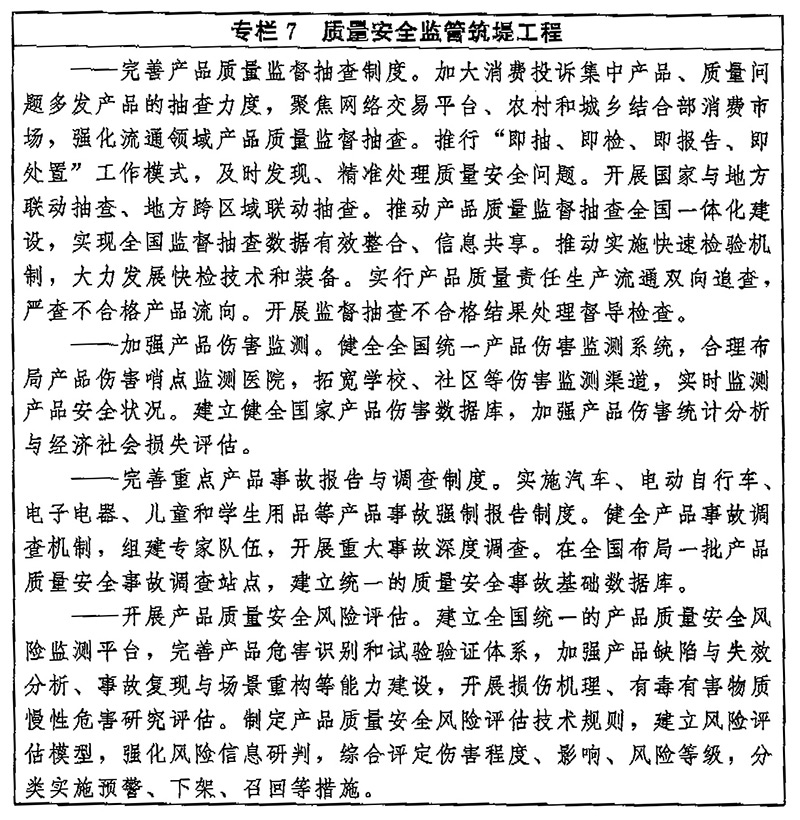 专栏7 质量安全监管筑堤工程
——完善产品质量监督抽查制度。加大消费投诉集中产品、质量问
题多发产品的抽查力度，聚焦网络交易平台、农村和城乡结合部消费市
场，强化流通领域产品质量监督抽查。推行“即抽、即检、即报告、即
处置”工作模式，及时发现、精准处理质量安全问题。开展国家与地方
联动抽查、地方跨区域联动抽查。推动产品质量监督抽查全国一体化建
设，实现全国监督抽查数据有效整合、信息共享。推动实施快速检验机
制，大力发展快检技术和装备。实行产品质量责任生产流通双向追查，
严查不合格产品流向。开展监督抽查不合格结果处理督导检查。
——加强产品伤害监测。健全全国统一产品伤害监测系统，合理布
局产品伤害哨点监测医院，拓宽学校、社区等伤害监测渠道，实时监测
产品安全状况。建立健全国家产品伤害数据库，加强产品伤害统计分析
与经济社会损失评估。
——完善重点产品事故报告与调查制度。实施汽车、电动自行车、
电子电器、儿童和学生用品等产品事故强制报告制度。健全产品事故调
查机制，组建专家队伍，开展重大事故深度调查。在全国布局一批产品
质量安全事故调查站点，建立统一的质量安全事故基础数据库。
——开展产品质量安全风险评估。建立全国统一的产品质量安全风
险监测平台，完善产品危害识别和试验验证体系，加强产品缺陷与失效
分析、事故复现与场景重构等能力建设，开展损伤机理、有毒有害物质
慢性危害研究评估。制定产品质量安全风险评估技术规则，建立风险评
估模型，强化风险信息研判，综合评定伤害程度、影响、风险等级，分
类实施预警、下架、召回等措施。